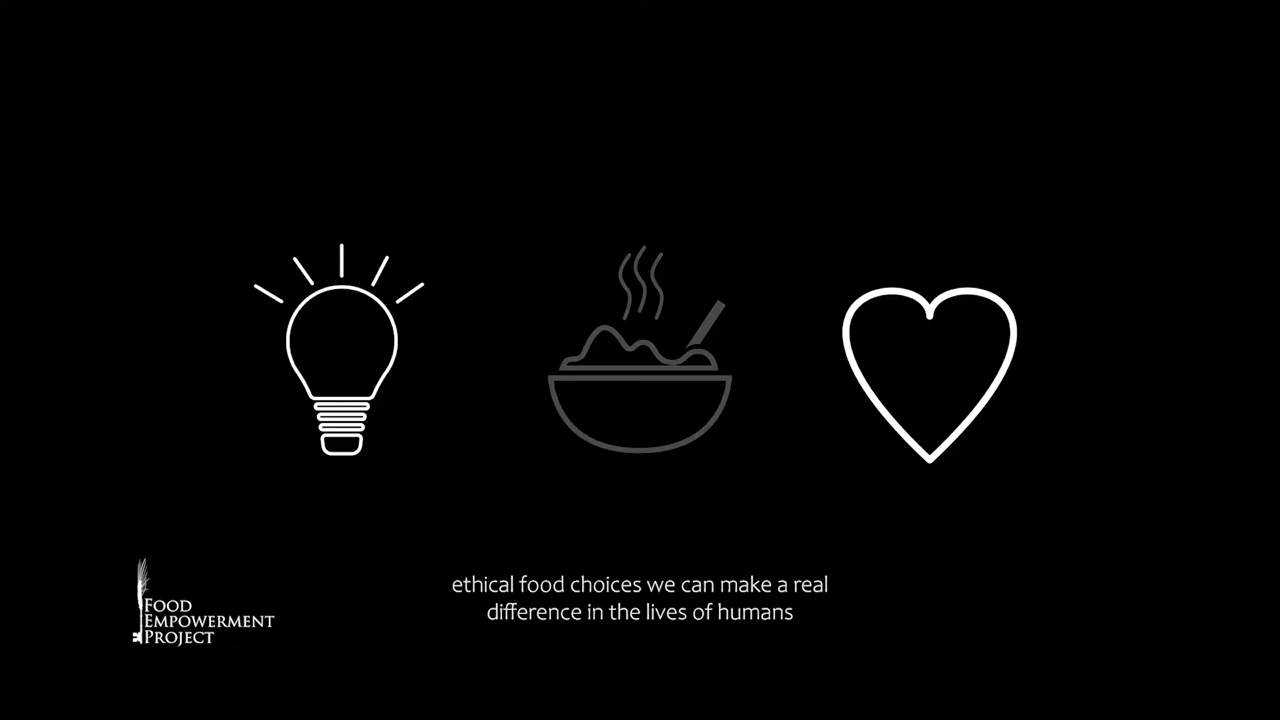 ethical food choices we can make a real
difference in the lives of humans
FOOD
EMPOWERMENT
PROJECT